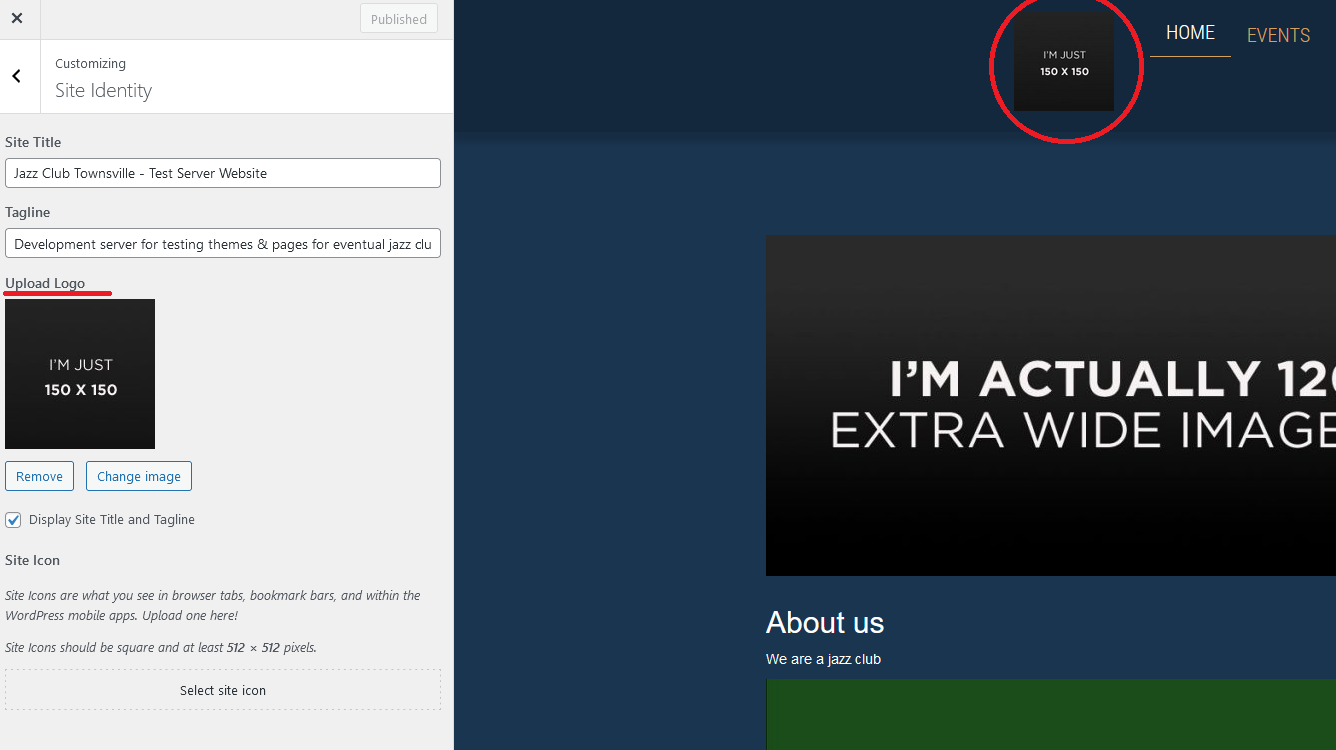 Published
Customizing
Site Identity
Site Title
Jazz Club Townsville - Test Server Website
Tagline
Development server for testing themes & pages for eventual jazz clu
Upload Logo
I'M JUST
150 X 150
Remove
Change image
Display Site Title and Tagline
Site Icon
Site Icons are what you see in browser tabs, bookmark bars, and within the
WordPress mobile apps. Upload one here!
Site Icons should be square and at least 512 × 512 pixels.
Select site icon
I'M JUST
150 X 150
HOME
EVENTS
I'M ACTUALLY 120
EXTRA WIDE IMAGE
About us
We are a jazz club